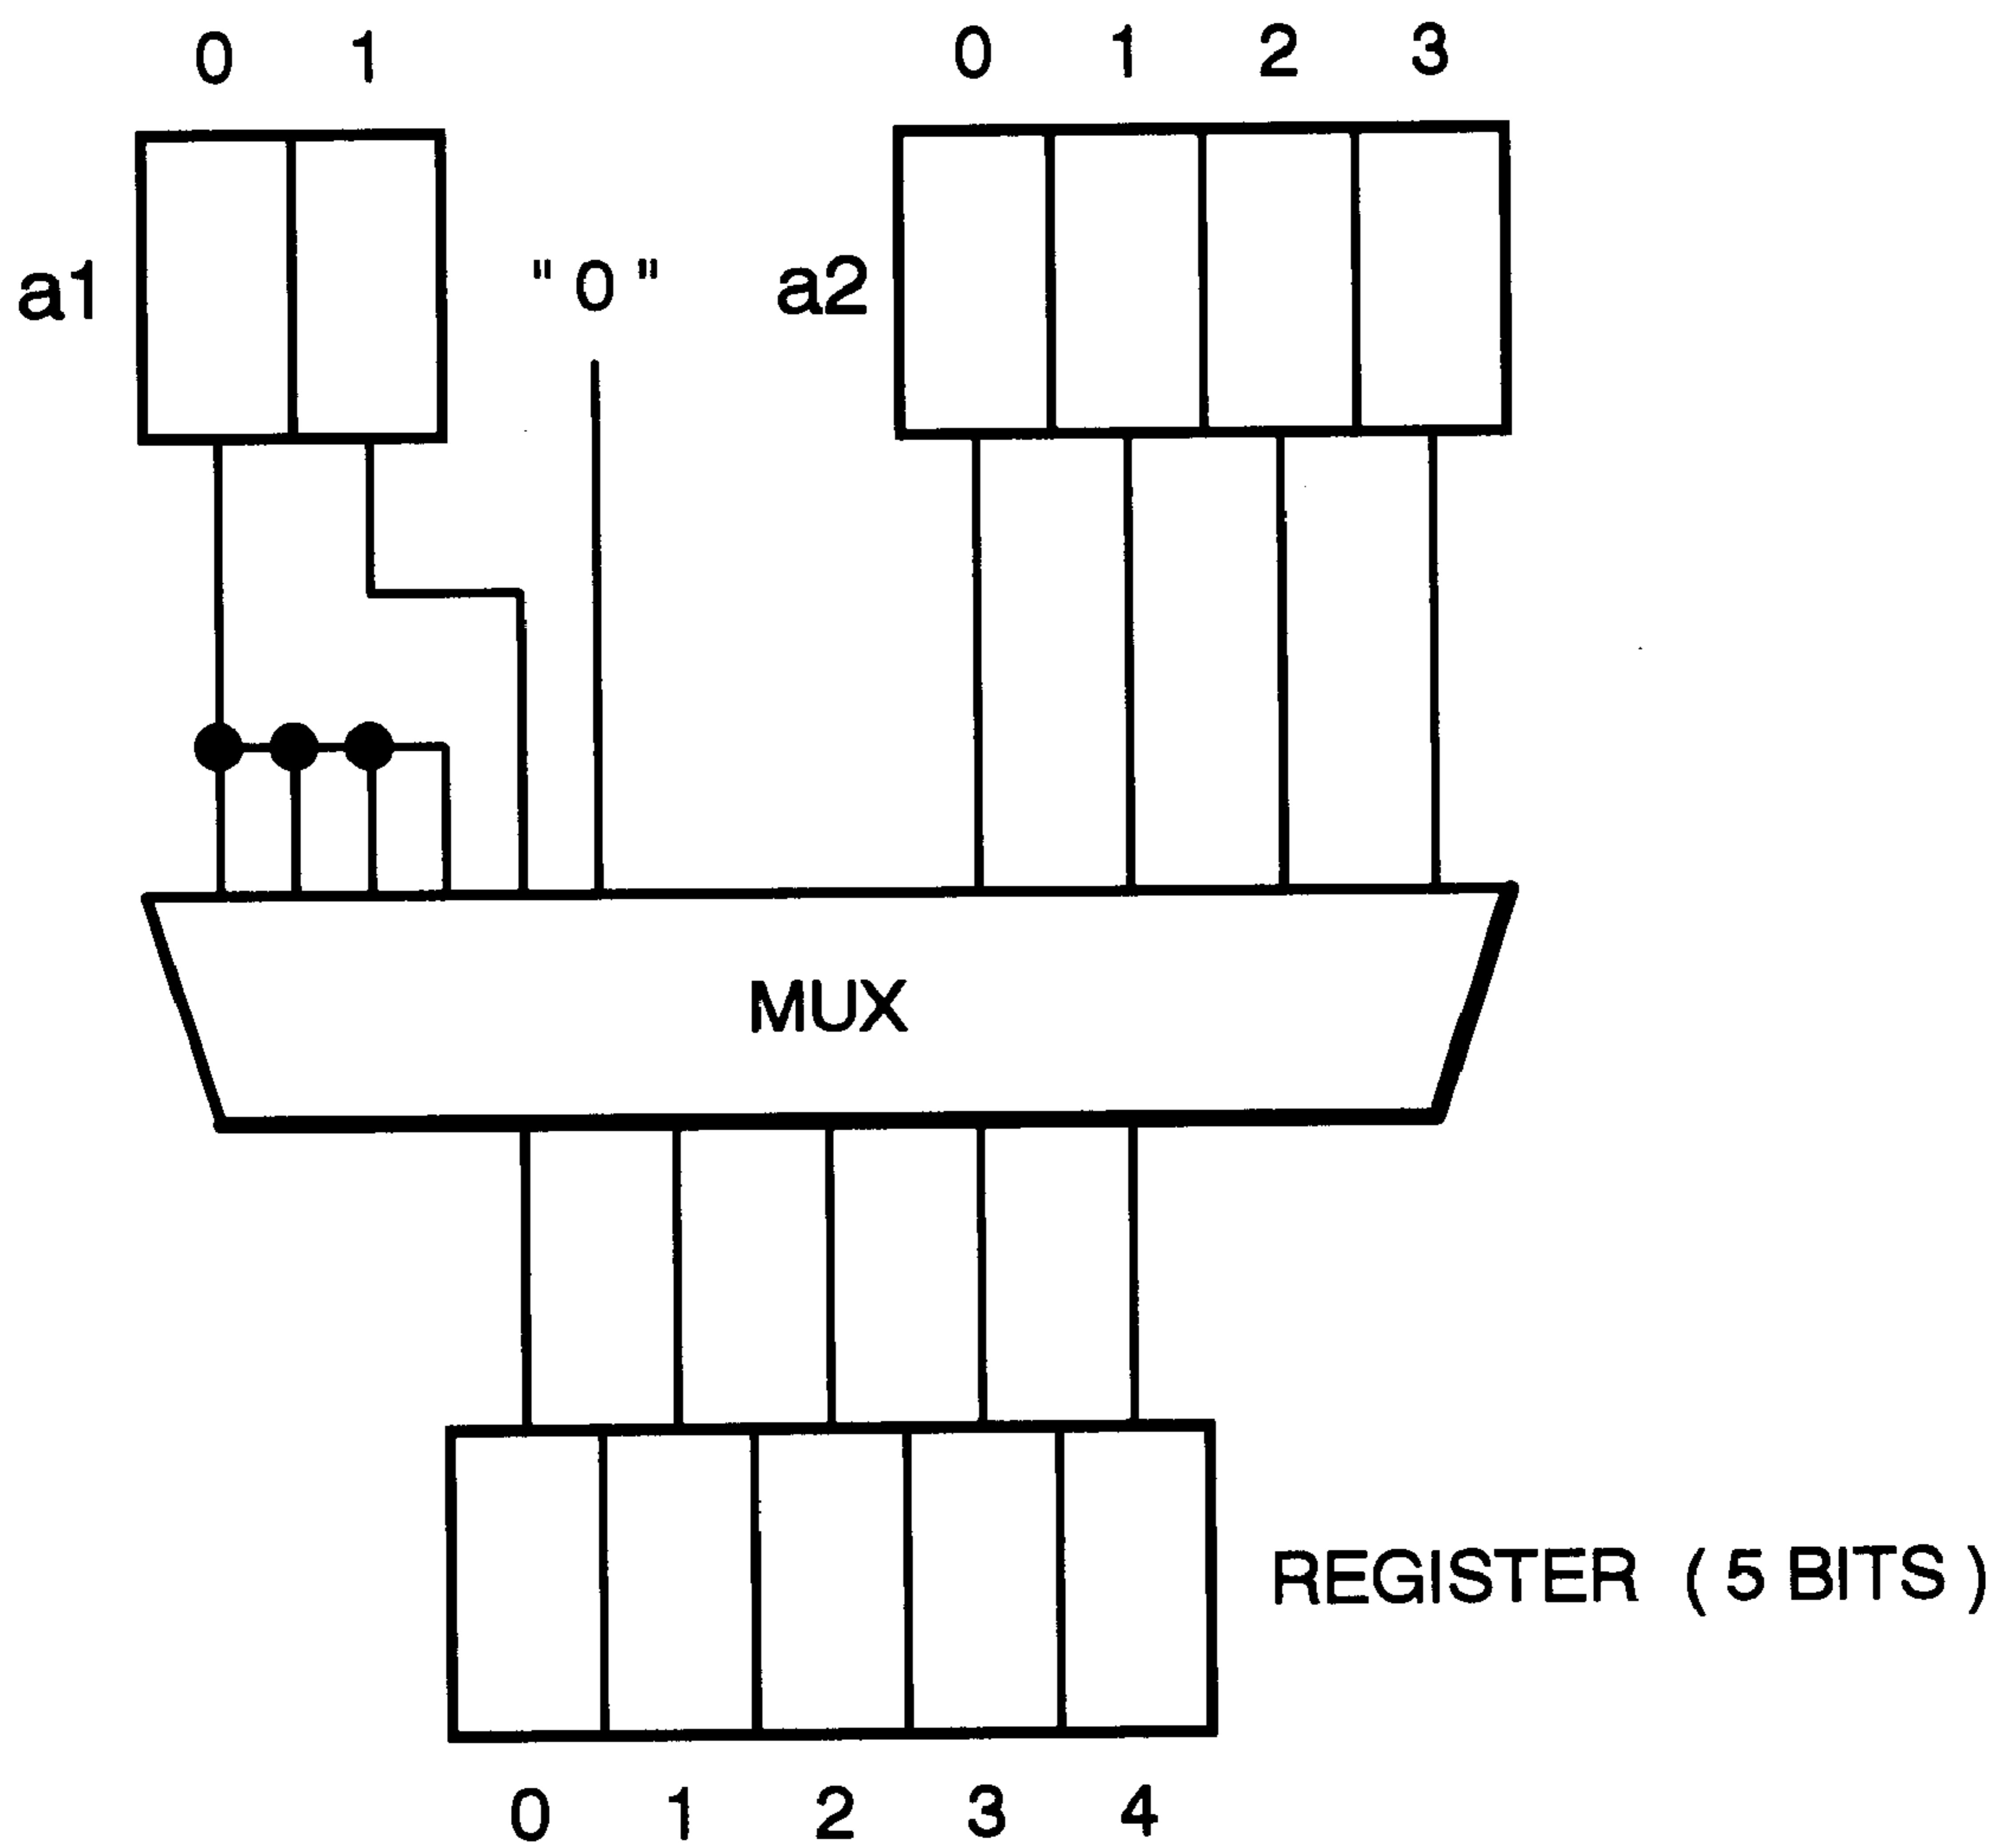 0 1 0 1 2 3
a1 "0" a2
MUX
REGISTER (5 BITS)
0 1 2 3 4